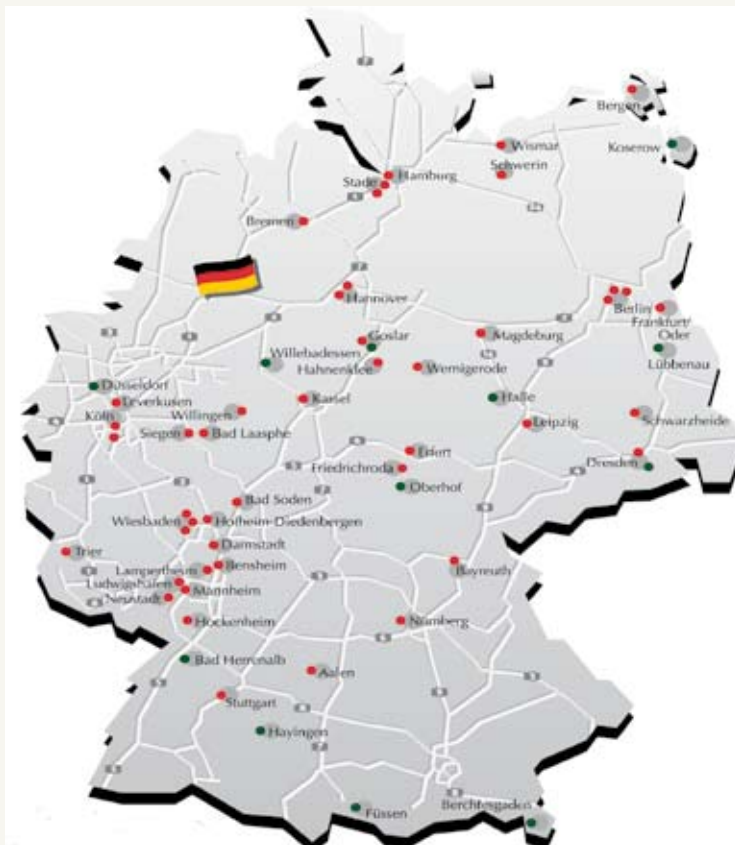 Bergen
Wismar
Koserow
Schwerin
Hamburg
Stade
Bremen
Hannover
Berlin
Frankfurt/
Oder
Goslar
Magdeburg
Willebadessen
Hahnenklee
Wernigerode
Lübbenau
Düsseldorf
Leverkusen
Kassel
Halle
Köln
Willingen
Leipzig
Schwarzheide
Siegen
Bad Laasphe
Erfert
Friedrichroda
Dresden
Oberhof
Bad Soden
Wiesbaden
Hofheim-Diedenbergen
Darmstadt
Trier
Lampertheim
Bensheim
Bayreuth
Ludwigshafen
Mannheim
Neustadt
Hockenheim
Nürnberg
Bad Herrenalb
Aalen
Stuttgart
Hayingen
Füssen
Berchtesgaden